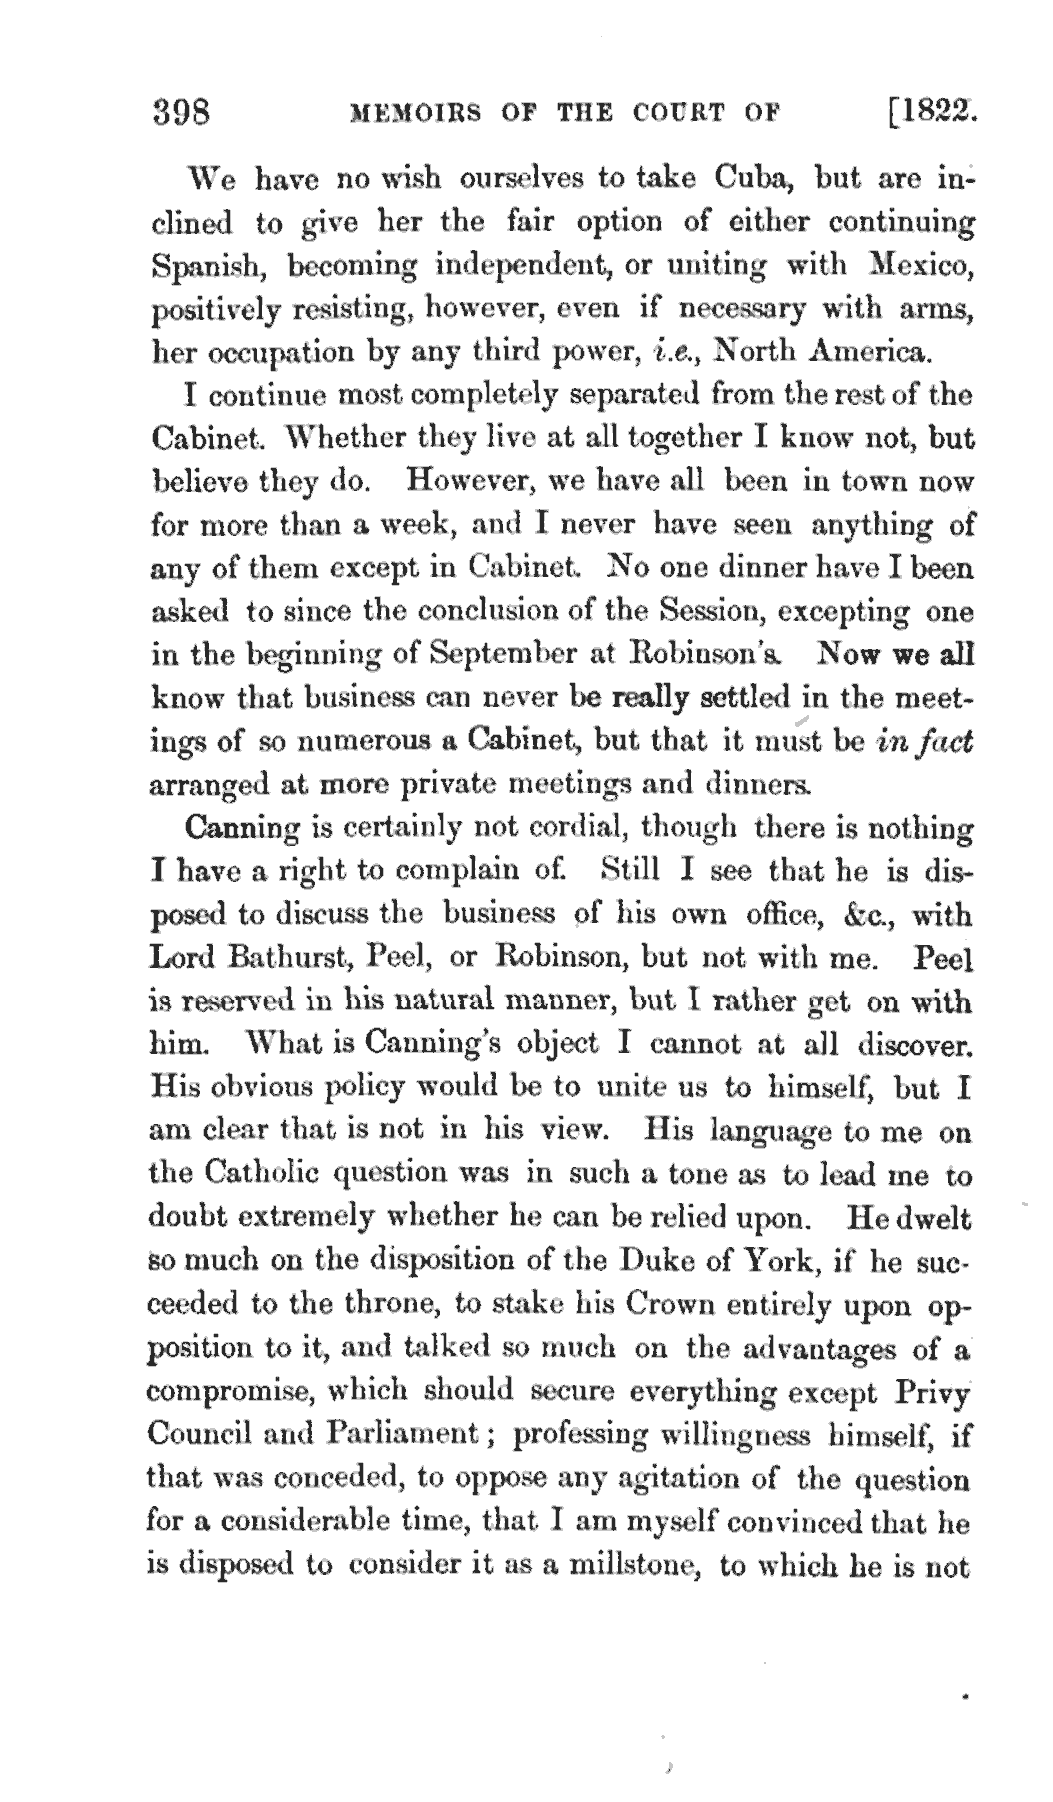 398 MEMOIRS OF THE COURT OF [1822.
We have no wish ourselves to take Cuba, but are in-
clined to give her the fair option of either continuing
Spanish, becoming independent, or uniting with Mexico,
positively resisting, however, even if necessary with arms,
her occupation by any third power, i.e., North America.
I continue most completely separated from the rest of the
Cabinet. Whether they live at all together I know not, but
believe they do. However, we have all been in town now
for more than a week, and I never have seen anything of
any of them except in Cabinet. No one dinner have I been
asked to since the conclusion of the Session, excepting one
in the beginning of September at Robinson's. Now we all
know that business can never be really settled in the meet-
ings of so numerous a Cabinet, but that it must be in fact
arranged at more private meetings and dinners.
Canning is certainly not cordial, though there is nothing
I have a right to complain of. Still I see that he is dis-
posed to discuss the business of his own office, &c., with
Lord Bathurst, Peel, or Robinson, but not with me. Peel
is reserved in his natural manner, but I rather get on with
him. What is Canning's object I cannot at all discover.
His obvious policy would be to unite us to himself, but I
am clear that is not in his view. His language to me on
the Catholic question was in such a tone as to lead me to
doubt extremely whether he can be relied upon. He dwelt
so much on the disposition of the Duke of York, if he suc-
ceeded to the throne, to stake his Crown entirely upon op-
position to it, and talked so much on the advantages of a
compromise, which should secure everything except Privy
Council and Parliament; professing willingness himself, if
that was conceded, to oppose any agitation of the question
for a considerable time, that I am myself convinced that he
is disposed to consider it as a millstone, to which he is not